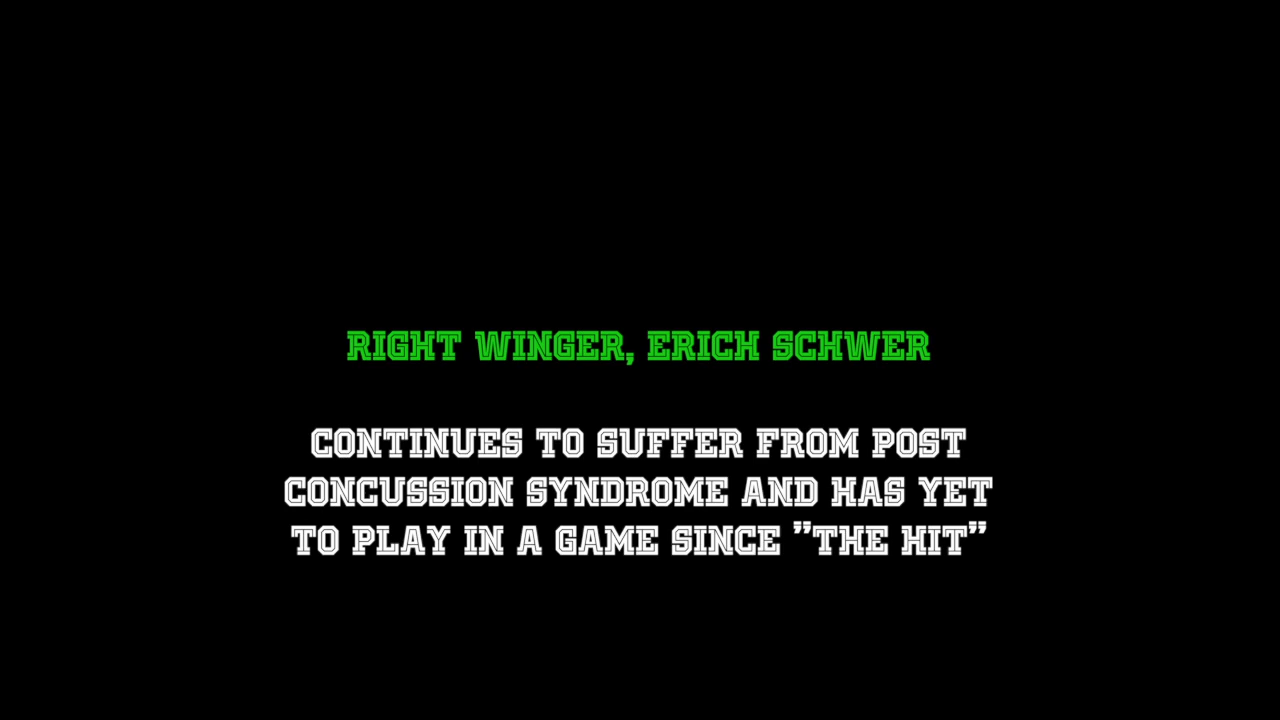 RIGHT WINGER, ERICH SCHWER
CONTINUES TO SUFFER FROM POST
CONCUSSION SYNDROME AND HAS YET
TO PLAY IN A GAME SINCE ”THE HIT”